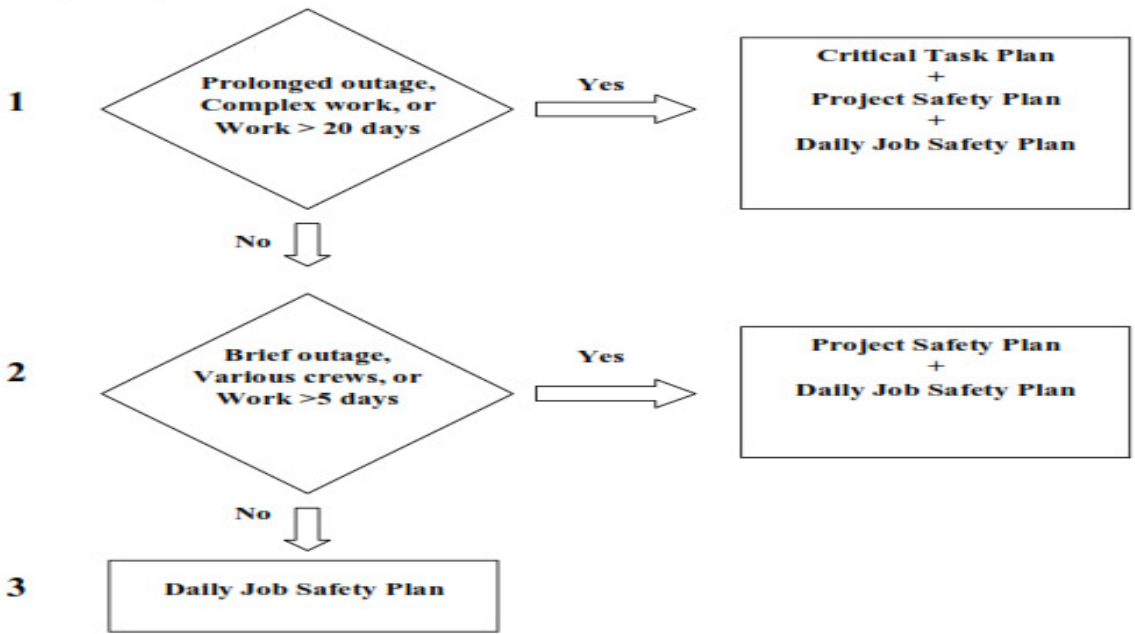 1
Prolonged outage,
Complex work, or
Work > 20 days
Yes
Critical Task Plan
+
Project Safety Plan
+
Daily Job Safety Plan
No
2
Brief outage,
Various crews, or
Work >5 days
Yes
Project Safety Plan
+
Daily Job Safety Plan
No
3
Daily Job Safety Plan